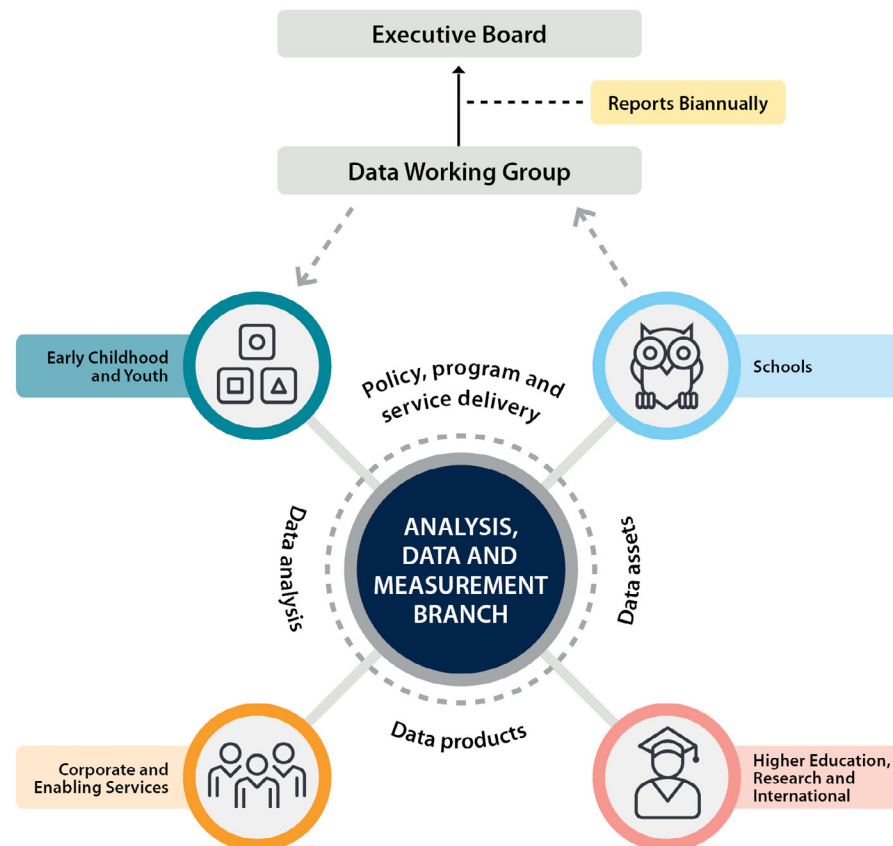 Executive Board
Reports Biannually
Data Working Group
Early Childhood
and Youth
Schools
Policy, program and
service delivery
Data analysis
ANALYSIS,
DATA AND
MEASUREMENT
BRANCH
Data assets
Data products
Corporate and
Enabling Services
Higher Education,
Research and
International